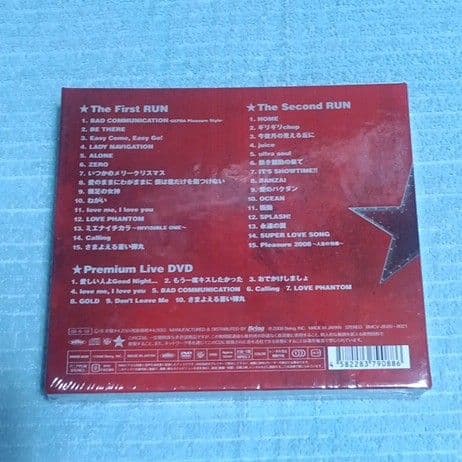 ★The First RUN
1. BAD COMMUNICATION -ULTRA Pleasure Style-
2. BE THERE
3. Easy Come, Easy Go!
4. LADY NAVIGATION
5. ALONE
6. ZERO
7. いつかのメリークリスマス
8. 愛のままにわがままに 僕は君だけを傷つけない
9. 裸足の女神
10. ねがい
11. love me, I love you
12. LOVE PHANTOM
13. ミエナイチカラ ~INVISIBLE ONE~
14. Calling
15. さまよえる蒼い弾丸
★The Second RUN
1. HOME
2. ギリギリchop
3. 今夜月の見える丘に
4. juice
5. ultra soul
6. 熱き鼓動の果て
7. IT'S SHOWTIME!!
8. BANZAI
9. 愛のバクダン
10. OCEAN
11. 衝動
12. SPLASH!
13. 永遠の翼
14. SUPER LOVE SONG
15. Pleasure 2008 ~人生の快楽~
★Premium Live DVD
1. 愛しい人よGood Night... 2. もう一度キスしたかった 3. おでかけしましょ
4. love me, I love you 5. BAD COMMUNICATION 6. Calling 7. LOVE PHANTOM
8. GOLD 9. Don't Leave Me 10. さまよえる蒼い弾丸
MANUFACTURED & DISTRIBUTED BY Being, INC. MADE IN JAPAN STEREO
4 582283 790886